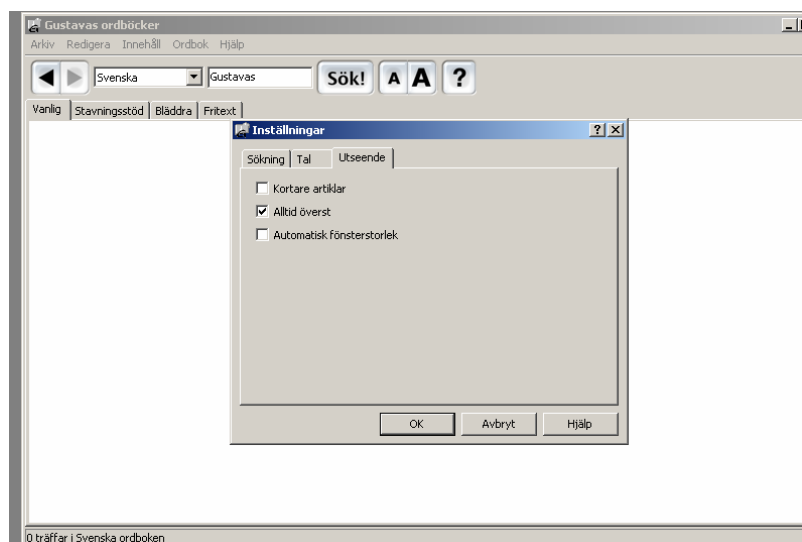 Gustavas ordböcker
Arkiv Redigera Innehåll Ordbok Hjälp
Svenska Gustavas Sök! A A ?
Vanlig Stavningsstöd Bläddra Fritext
Inställningar
Sökning Tal Utseende
Kortare artiklar
Alltid överst
Automatisk fönsterstorlek
OK Avbryt Hjälp
0 träffar i Svenska ordboken